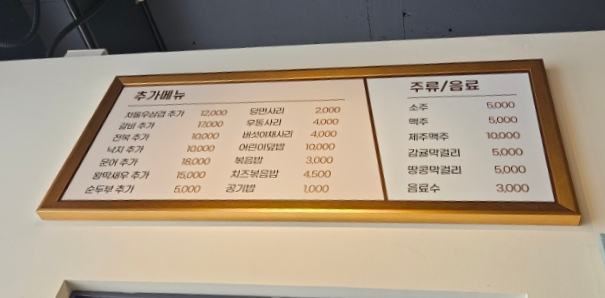 추가메뉴
차돌우삼겹 추가 12,000
갈비 추가 17,000
전복 추가 10,000
낙지 추가 10,000
문어 추가 18,000
왕딱새우 추가 15,000
순두부 추가 5,000
당면사리 2,000
우동사리 4,000
버섯야채사리 4,000
어린이덮밥 10,000
볶음밥 3,000
치즈볶음밥 4,500
공기밥 1,000
주류/음료
소주 5,000
맥주 5,000
제주맥주 10,000
감귤막걸리 5,000
땅콩막걸리 5,000
음료수 3,000